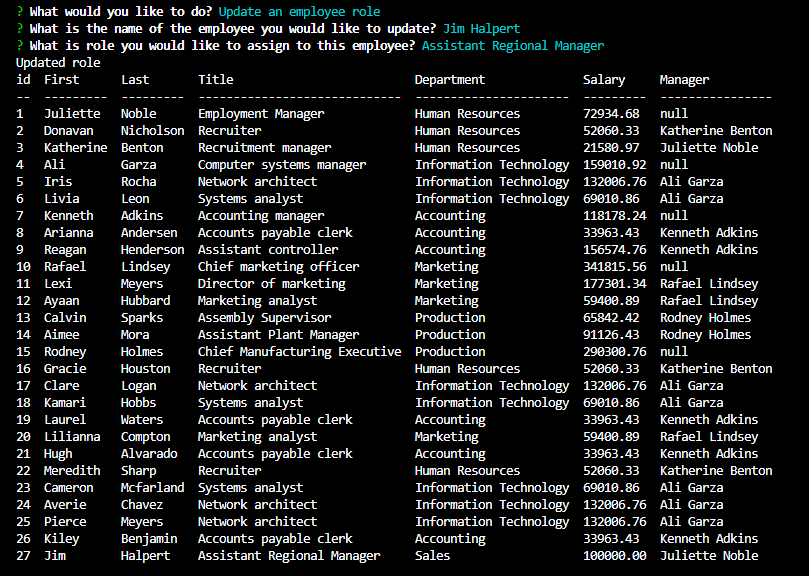 ? What would you like to do? Update an employee role
? What is the name of the employee you would like to update? Jim Halpert
? What is role you would like to assign to this employee? Assistant Regional Manager
Updated role
id  First      Last       Title                          Department              Salary     Manager
--  ---------  ---------  -----------------------------  ----------------------  ---------  ----------------
1   Juliette   Noble      Employment Manager             Human Resources         72934.68   null
2   Donavan    Nicholson  Recruiter                      Human Resources         52060.33   Katherine Benton
3   Katherine  Benton     Recruitment manager            Human Resources         21580.97   Juliette Noble
4   Ali        Garza      Computer systems manager       Information Technology  159010.92  null
5   Iris       Rocha      Network architect              Information Technology  132006.76  Ali Garza
6   Livia      Leon       Systems analyst                Information Technology  69010.86   Ali Garza
7   Kenneth    Adkins     Accounting manager             Accounting              118178.24  null
8   Arianna    Andersen   Accounts payable clerk         Accounting              33963.43   Kenneth Adkins
9   Reagan     Henderson  Assistant controller           Accounting              156574.76  Kenneth Adkins
10  Rafael     Lindsey    Chief marketing officer        Marketing               341815.56  null
11  Lexi       Meyers     Director of marketing          Marketing               177301.34  Rafael Lindsey
12  Ayaan      Hubbard    Marketing analyst              Marketing               59400.89   Rafael Lindsey
13  Calvin     Sparks     Assembly Supervisor            Production              65842.42   Rodney Holmes
14  Aimee      Mora       Assistant Plant Manager        Production              91126.43   Rodney Holmes
15  Rodney     Holmes     Chief Manufacturing Executive  Production              290300.76  null
16  Gracie     Houston    Recruiter                      Human Resources         52060.33   Katherine Benton
17  Clare      Logan      Network architect              Information Technology  132006.76  Ali Garza
18  Kamari     Hobbs      Systems analyst                Information Technology  69010.86   Ali Garza
19  Laurel     Waters     Accounts payable clerk         Accounting              33963.43   Kenneth Adkins
20  Lilianna   Compton    Marketing analyst              Marketing               59400.89   Rafael Lindsey
21  Hugh       Alvarado   Accounts payable clerk         Accounting              33963.43   Kenneth Adkins
22  Meredith   Sharp      Recruiter                      Human Resources         52060.33   Katherine Benton
23  Cameron    Mcfarland  Systems analyst                Information Technology  69010.86   Ali Garza
24  Averie     Chavez     Network architect              Information Technology  132006.76  Ali Garza
25  Pierce     Meyers     Network architect              Information Technology  132006.76  Ali Garza
26  Kiley      Benjamin   Accounts payable clerk         Accounting              33963.43   Kenneth Adkins
27  Jim        Halpert    Assistant Regional Manager     Sales                   100000.00  Juliette Noble